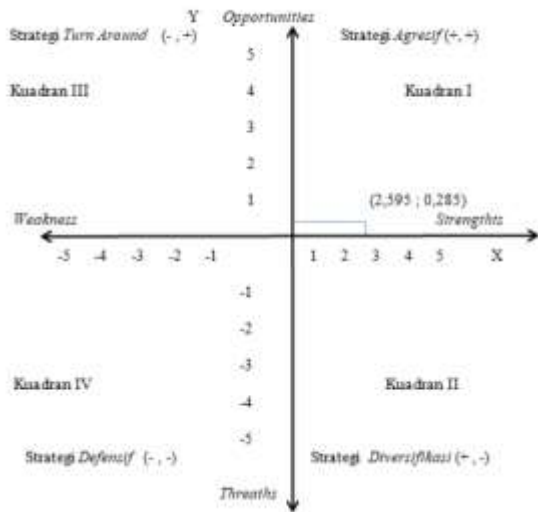 Y Opportunities
Strategi Turn Around (- , +) Strategi Agresif (+, +)
5
Kuadran III Kuadran I
4
3
2
1
(2,595 ; 0,285)
Weakness Strengths
-5 -4 -3 -2 -1 1 2 3 4 5 X
-1
-2
-3
Kuadran IV Kuadran II
-4
-5
Strategi Defensif (- , -) Strategi Diversifikasi (+ , -)
Threaths